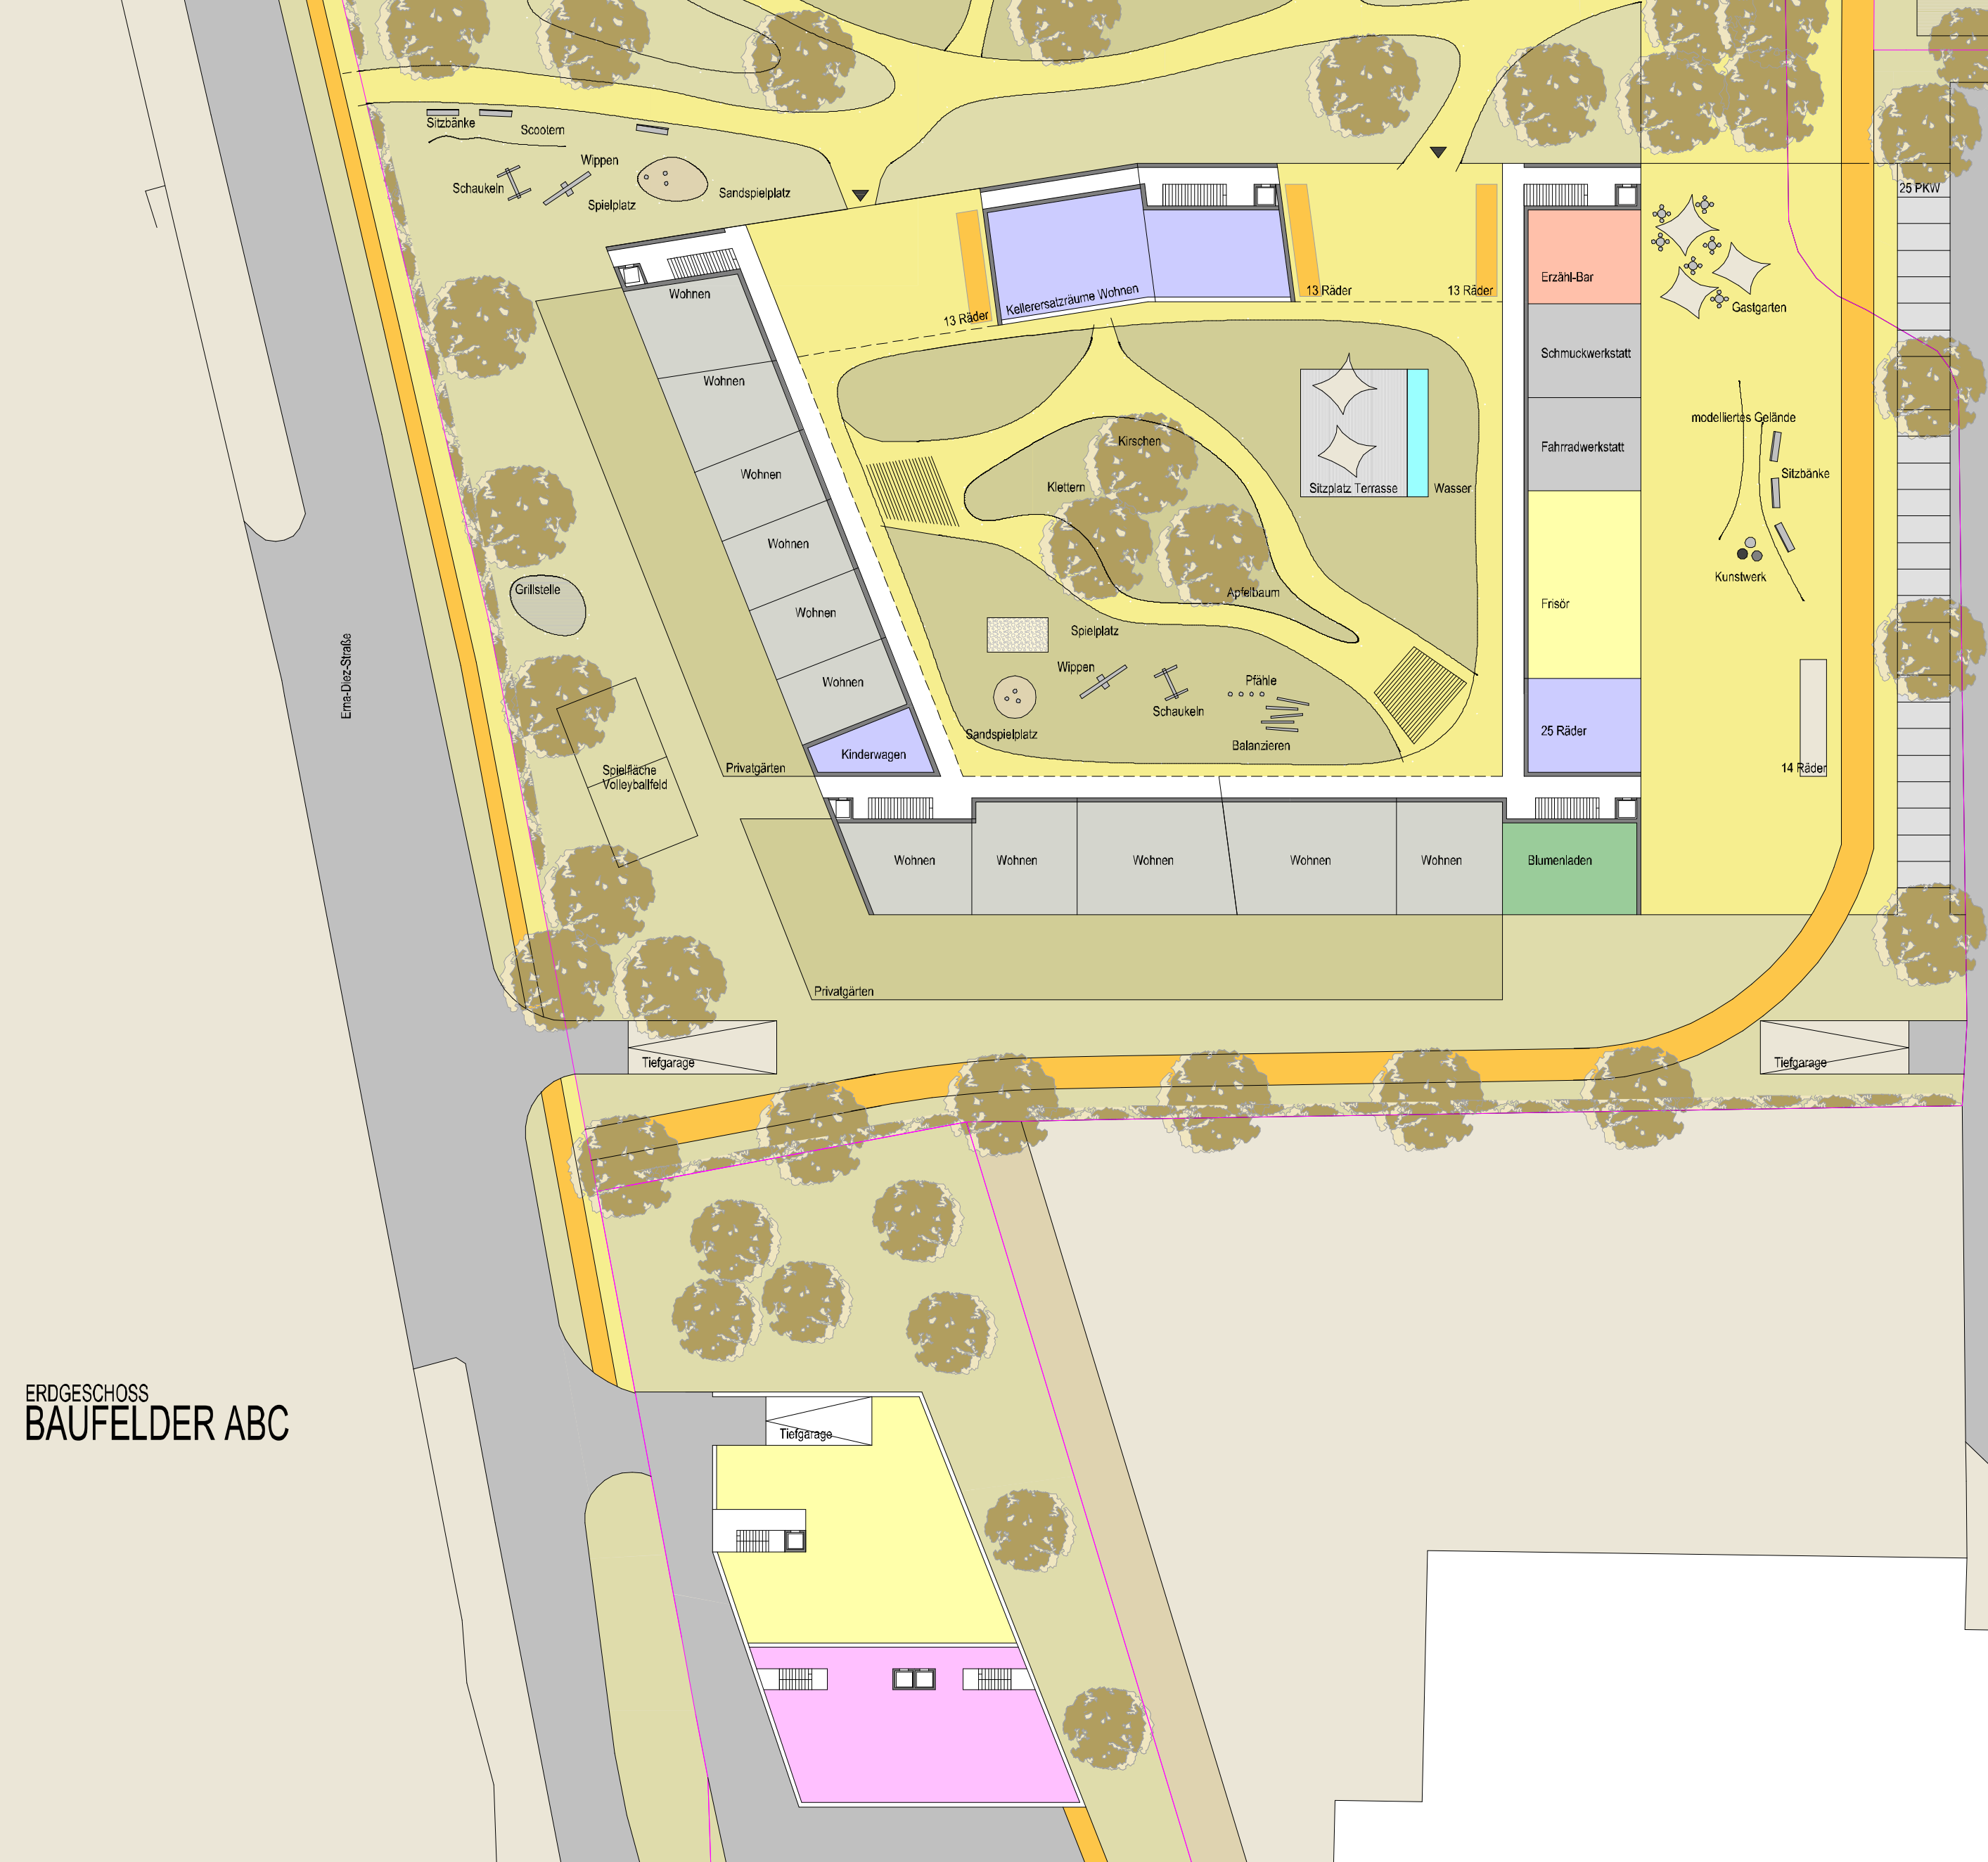 Sitzbänke
Scootern
Wippen
Schaukeln
Spielplatz
Sandspielplatz
25 PKW
Wohnen
Kellerersatzräume Wohnen
13 Räder
13 Räder
13 Räder
Erzähl-Bar
Gastgarten
Schmuckwerkstatt
Wohnen
modelliertes Gelände
Kirschen
Fahrradwerkstatt
Wohnen
Klettern
Sitzplatz Terrasse
Wasser
Sitzbänke
Wohnen
Kunstwerk
Grillstelle
Apfelbaum
Frisör
Wohnen
Spielplatz
Erna-Diez-Straße
Wippen
Wohnen
Pfähle
Schaukeln
Sandspielplatz
Balanzieren
25 Räder
Kinderwagen
Privatgärten
Spielfläche
Volleyballfeld
14 Räder
Wohnen
Wohnen
Wohnen
Wohnen
Wohnen
Blumenladen
Privatgärten
Tiefgarage
Tiefgarage
ERDGESCHOSS
BAUFELDER ABC
Tiefgarage